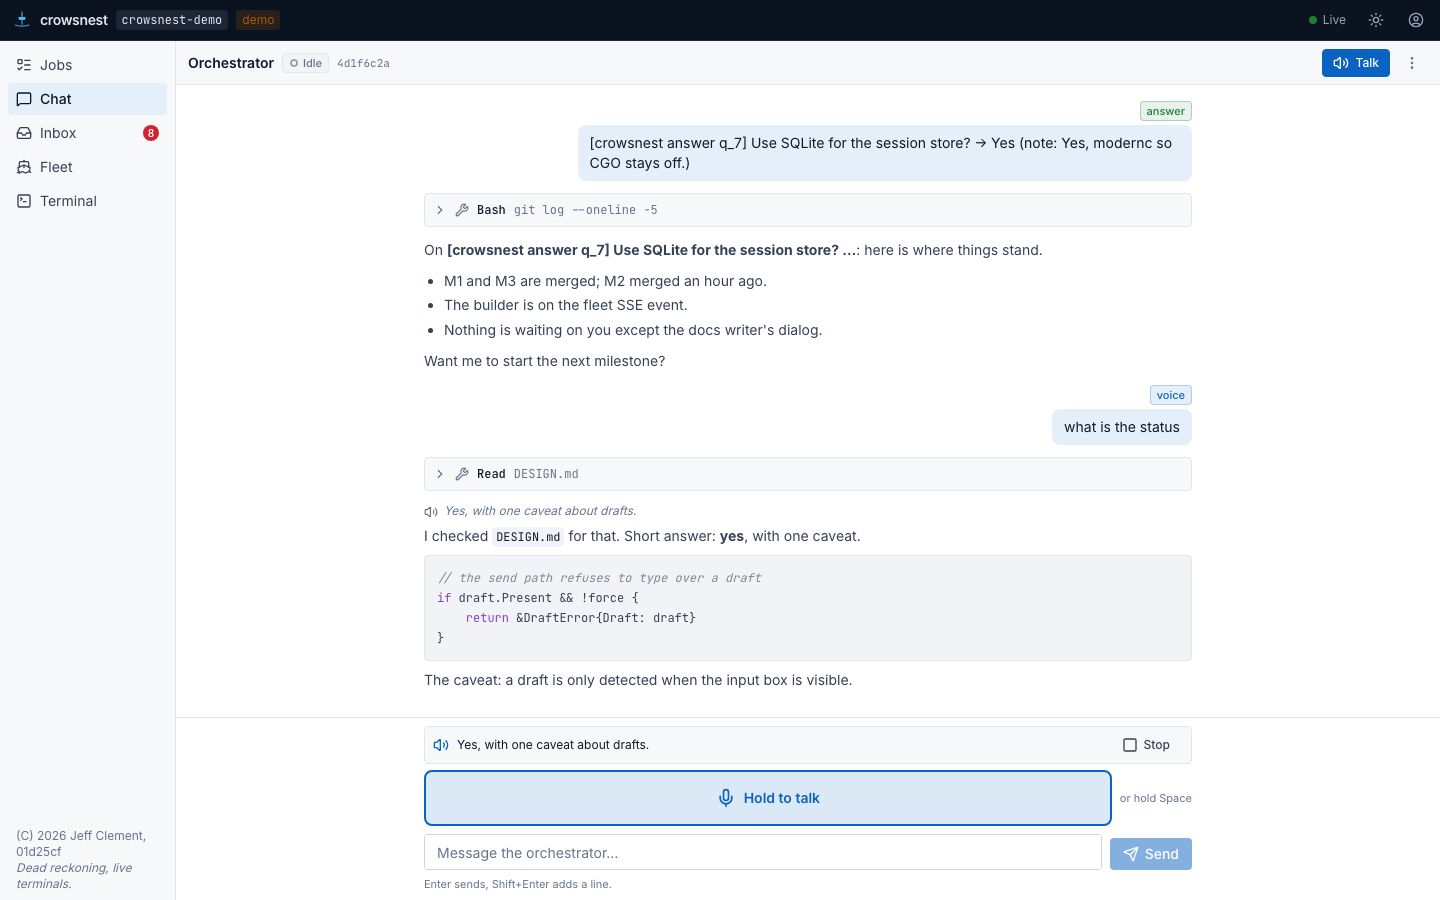 crowsnest crowsnest-demo demo Live
Jobs
Chat
Inbox 8
Fleet
Terminal
Orchestrator Idle 4d1f6c2a Talk
answer
[crowsnest answer q_7] Use SQLite for the session store? → Yes (note: Yes, modernc so
CGO stays off.)
Bash git log --oneline -5
On [crowsnest answer q_7] Use SQLite for the session store? ...: here is where things stand.
• M1 and M3 are merged; M2 merged an hour ago.
• The builder is on the fleet SSE event.
• Nothing is waiting on you except the docs writer's dialog.
Want me to start the next milestone?
voice
what is the status
Read DESIGN.md
Yes, with one caveat about drafts.
I checked DESIGN.md for that. Short answer: yes, with one caveat.
// the send path refuses to type over a draft
if draft.Present && !force {
    return &DraftError{Draft: draft}
}
The caveat: a draft is only detected when the input box is visible.
Yes, with one caveat about drafts. Stop
Hold to talk or hold Space
Message the orchestrator... Send
Enter sends, Shift+Enter adds a line.
(C) 2026 Jeff Clement,
01d25cf
Dead reckoning, live
terminals.